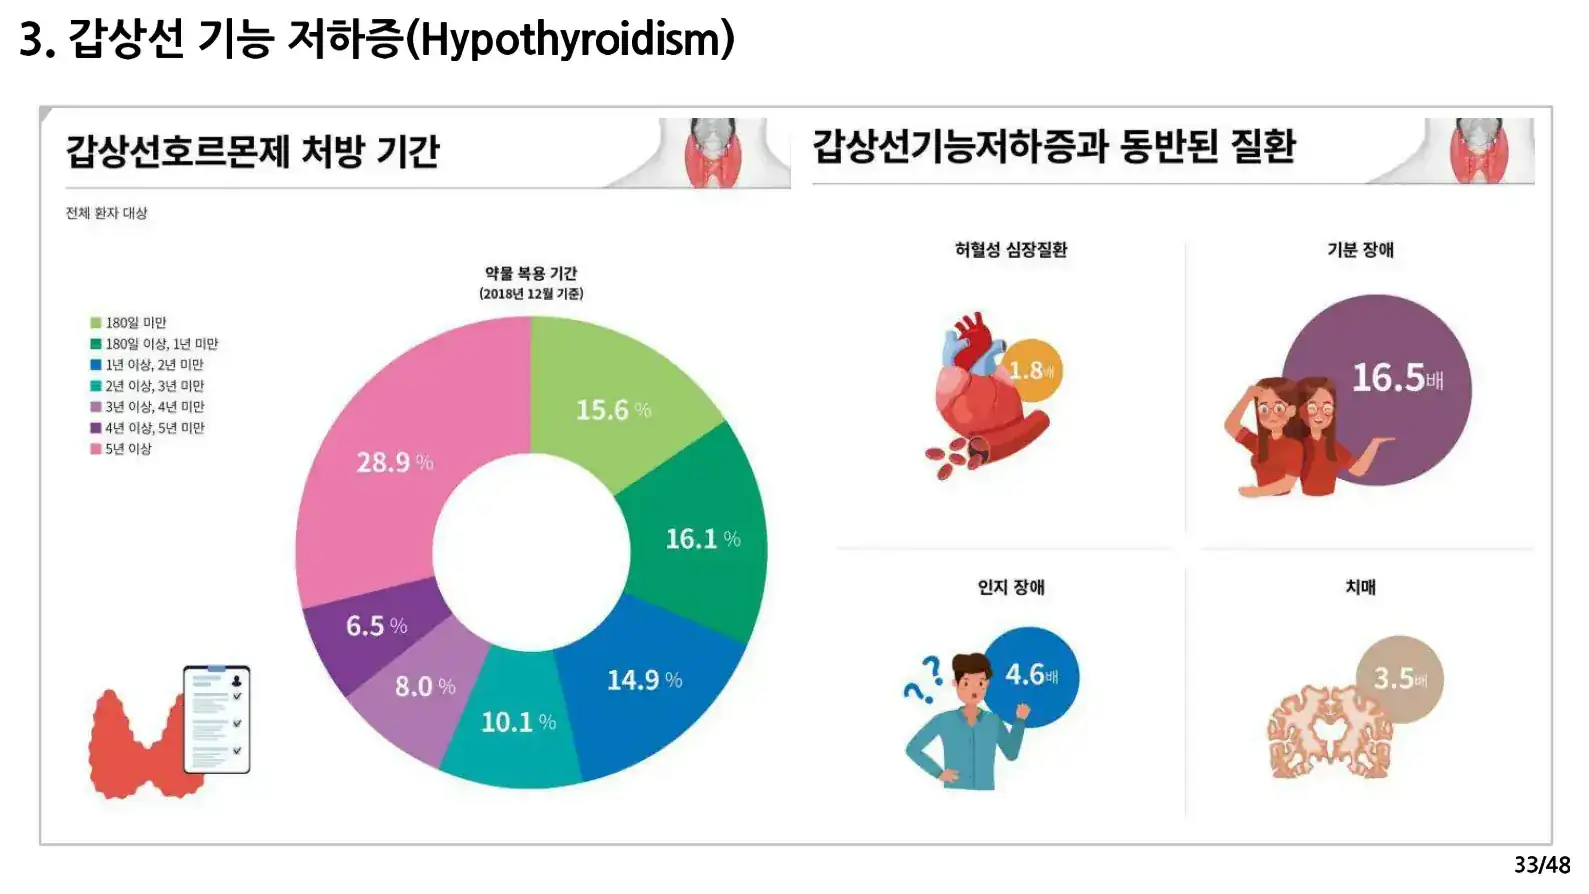 3. 갑상선 기능 저하증(Hypothyroidism)
갑상선호르몬제 처방 기간
전체 환자 대상
약물 복용 기간
(2018년 12월 기준)
180일 미만
180일 이상, 1년 미만
1년 이상, 2년 미만
2년 이상, 3년 미만
3년 이상, 4년 미만
4년 이상, 5년 미만
5년 이상
15.6 %
16.1 %
14.9 %
10.1 %
8.0 %
6.5 %
28.9 %
갑상선기능저하증과 동반된 질환
허혈성 심장질환
1.8배
기분 장애
16.5배
인지 장애
4.6배
치매
3.5배
33/48